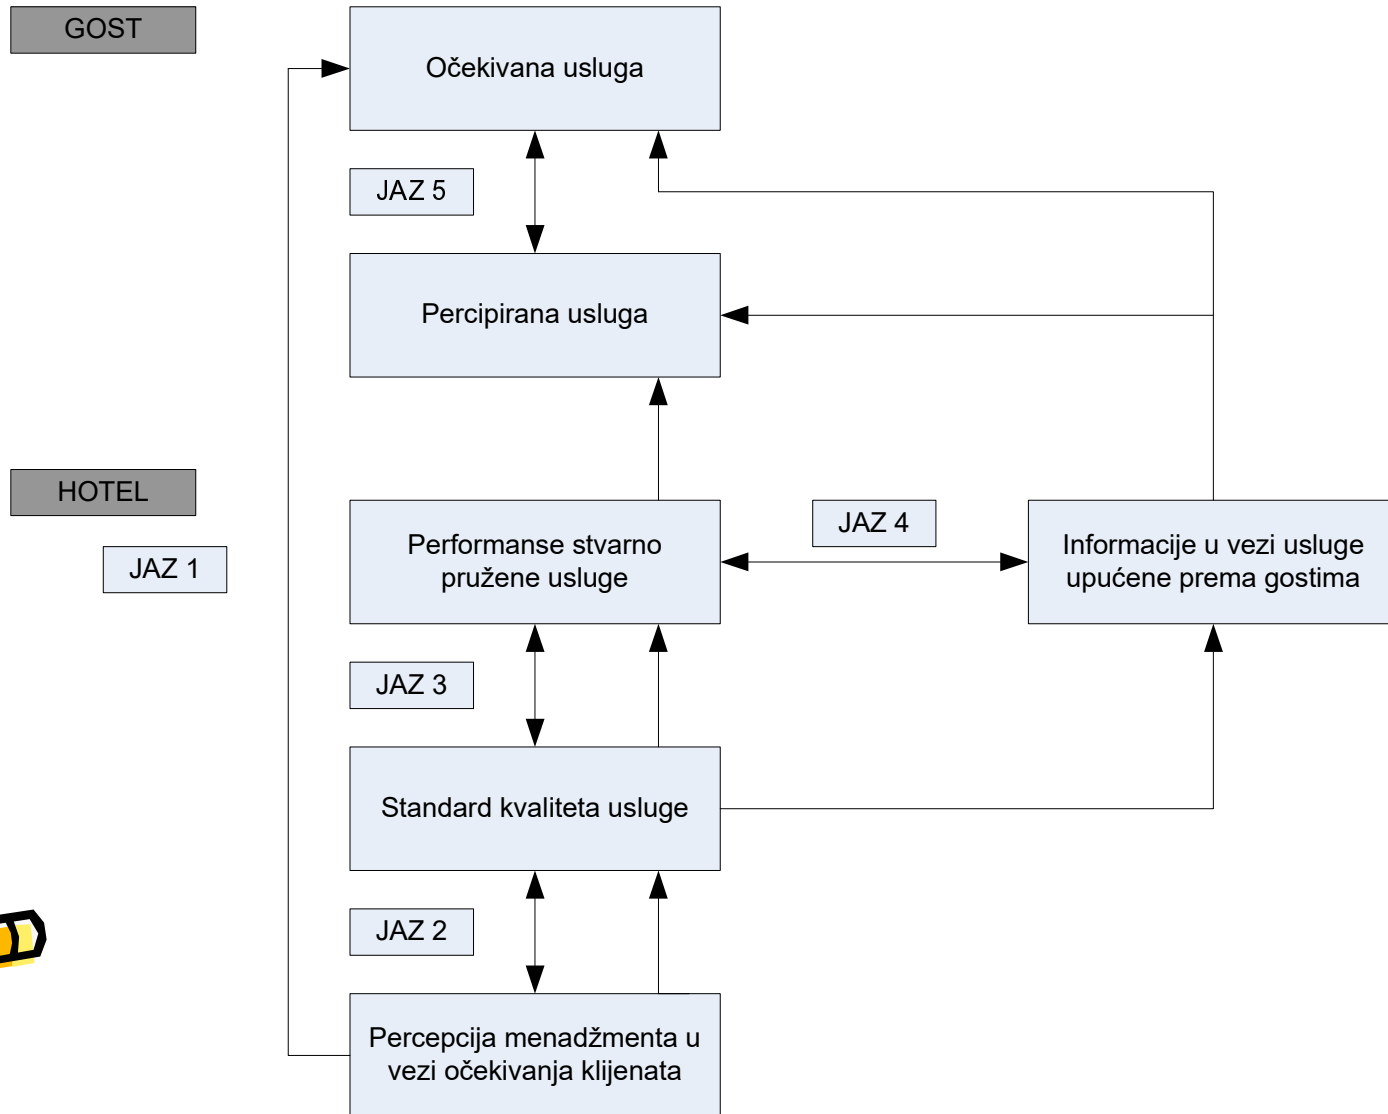 GOST
Očekivana usluga
JAZ 5
Percipirana usluga
HOTEL
JAZ 1
Performanse stvarno
pružene usluge
JAZ 4
Informacije u vezi usluge
upućene prema gostima
JAZ 3
Standard kvaliteta usluge
JAZ 2
Percepcija menadžmenta u
vezi očekivanja klijenata